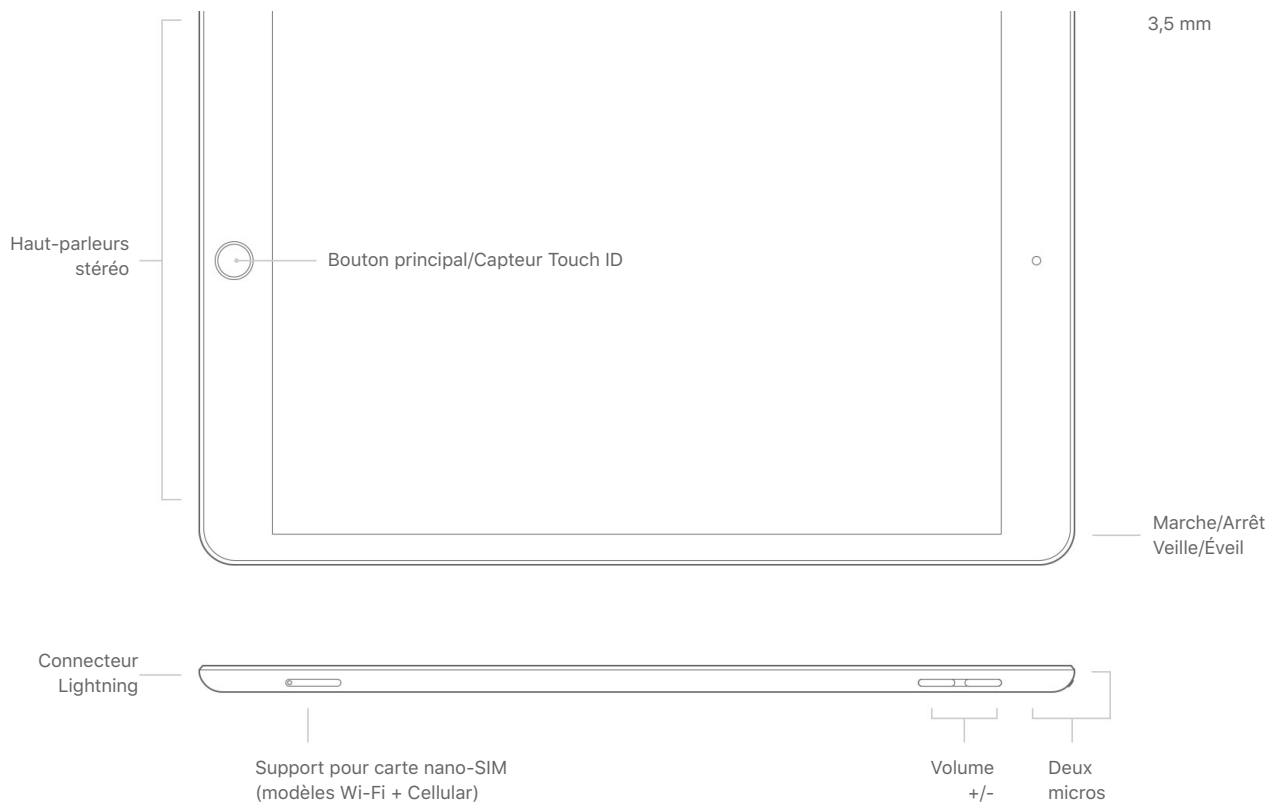 3,5 mm
Haut-parleurs
stéréo
Bouton principal/Capteur Touch ID
Marche/Arrêt
Veille/Éveil
Connecteur
Lightning
Support pour carte nano-SIM
(modèles Wi-Fi + Cellular)
Volume
+/-
Deux
micros